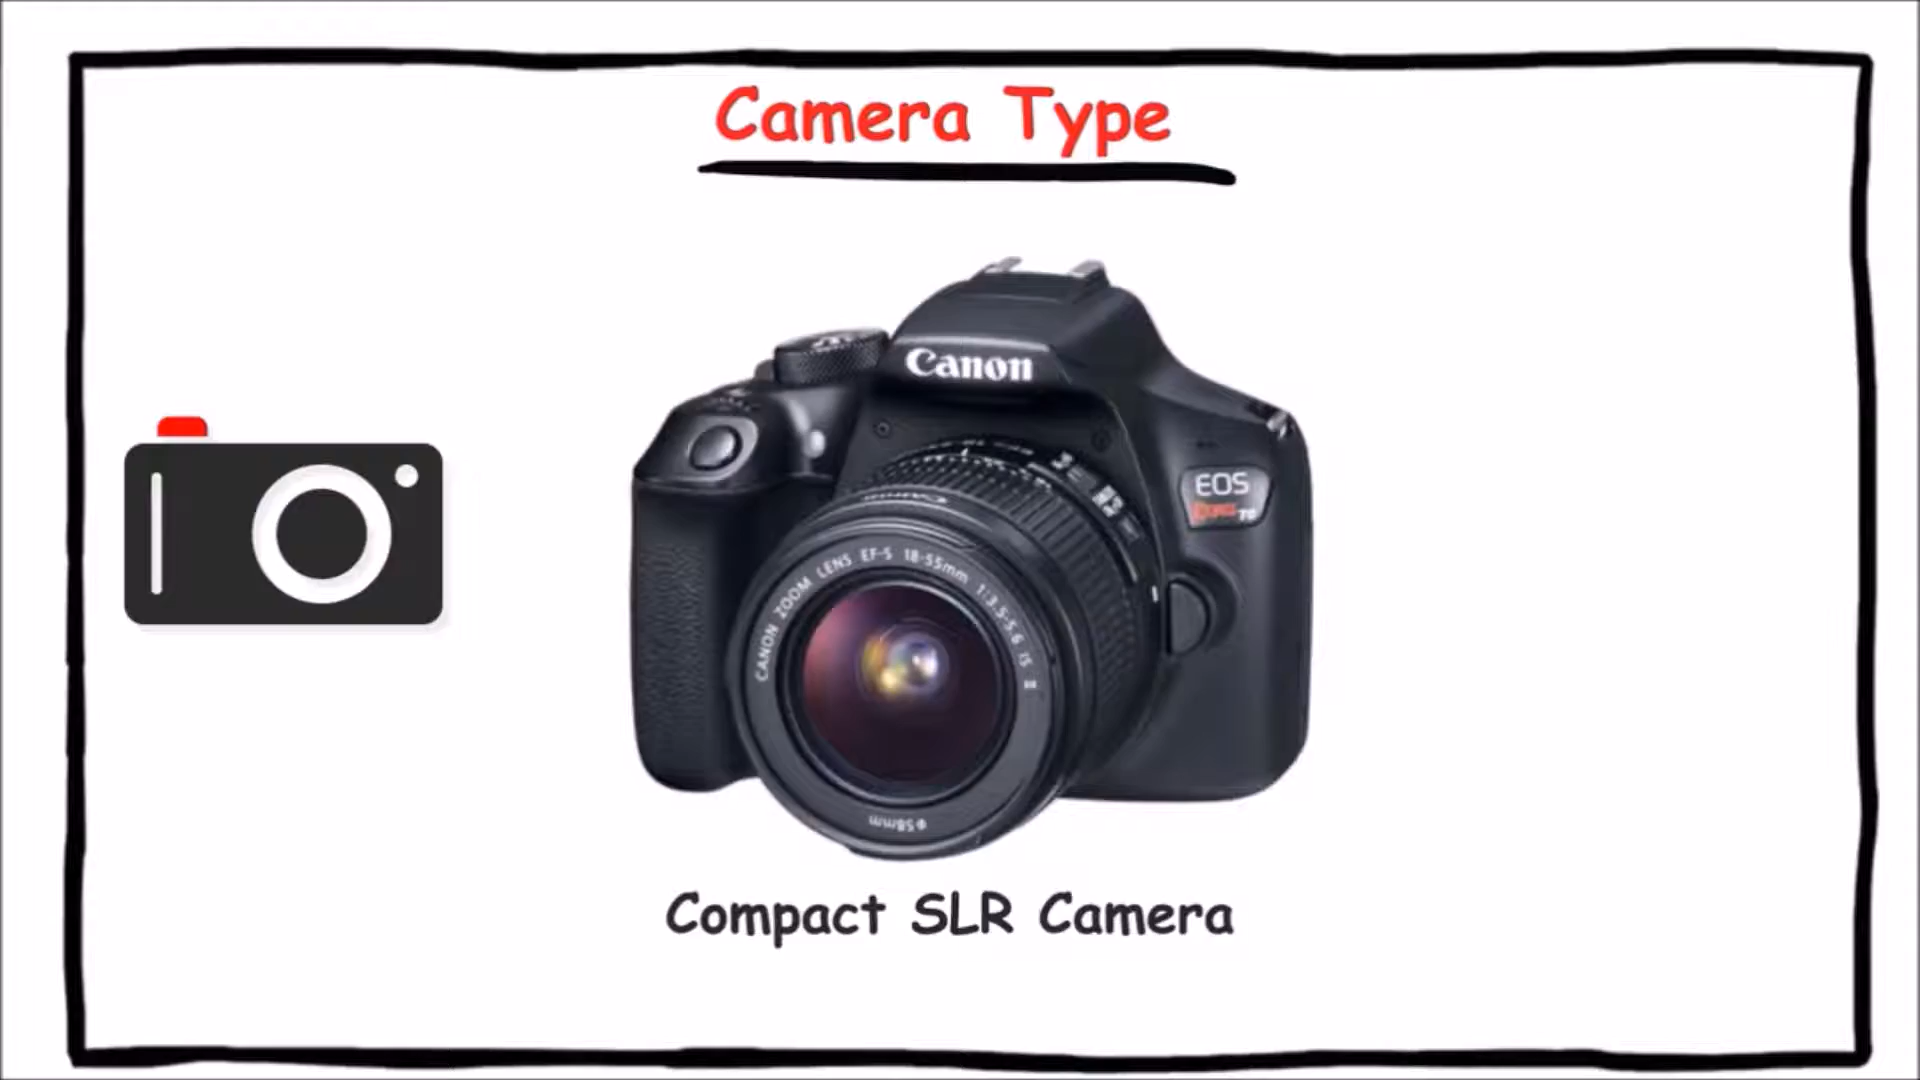 Camera Type
Canon
EOS
CANON ZOOM LENS EF-S 18-55mm 1:3.5-5.6 IS II
ø58mm
Compact SLR Camera